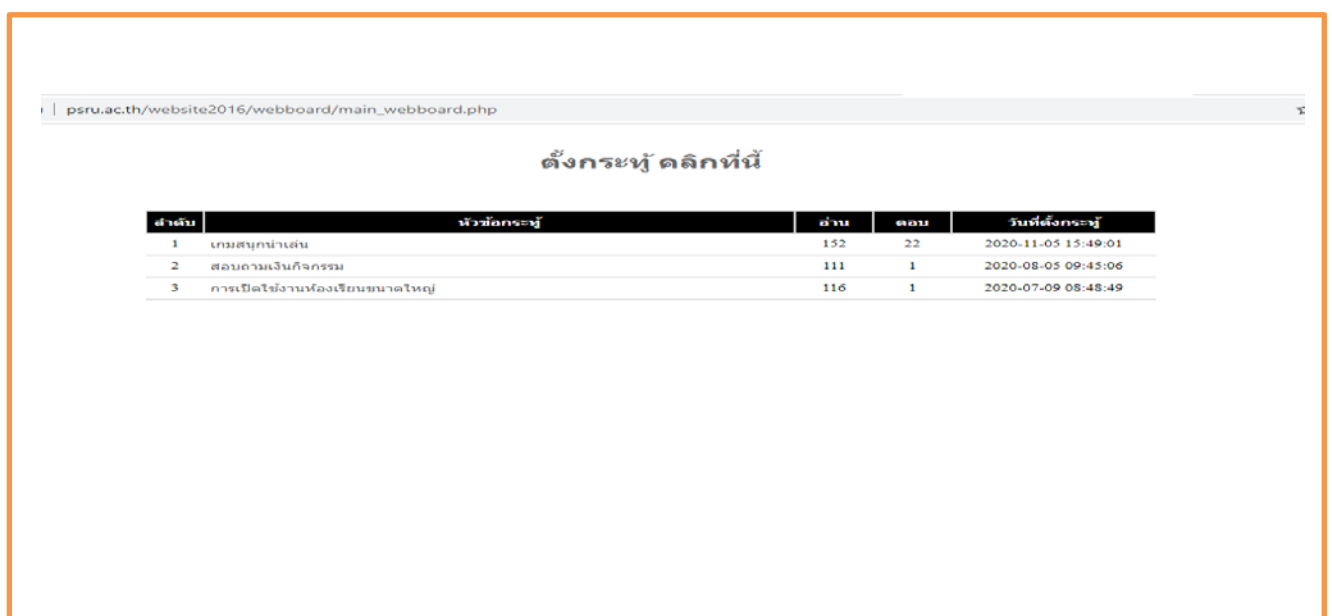 psru.ac.th/website2016/webboard/main_webboard.php
ตั้งกระทู้ คลิกที่นี้
ลำดับ หัวข้อกระทู้ อ่าน ตอบ วันที่ตั้งกระทู้
1 เกมสนุกน่าเล่น 152 22 2020-11-05 15:49:01
2 สอบถามเงินกิจกรรม 111 1 2020-08-05 09:45:06
3 การเปิดใช้งานห้องเรียนขนาดใหญ่ 116 1 2020-07-09 08:48:49